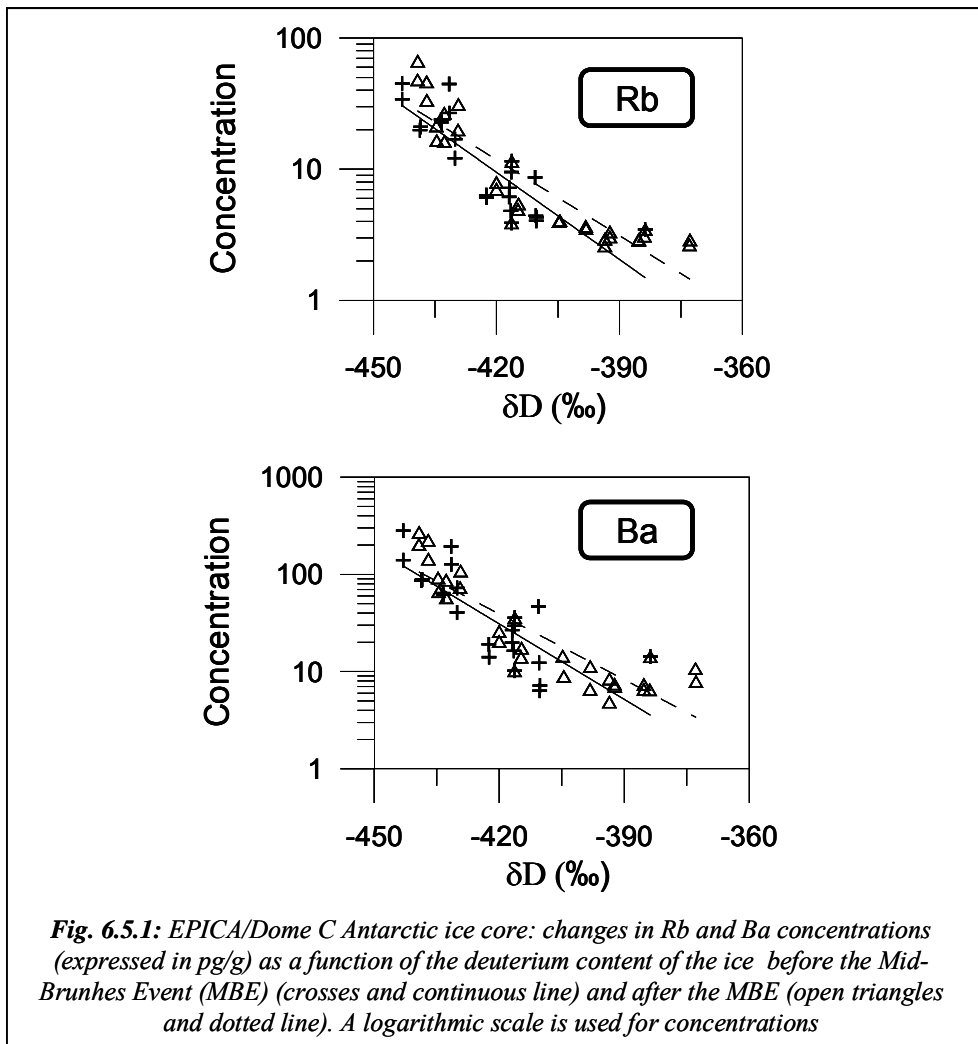 100
10
1
Concentration
Rb
-450
-420
-390
-360
δD (‰)
1000
100
10
1
Concentration
Ba
-450
-420
-390
-360
δD (‰)
Fig. 6.5.1: EPICA/Dome C Antarctic ice core: changes in Rb and Ba concentrations
(expressed in pg/g) as a function of the deuterium content of the ice before the Mid-
Brunhes Event (MBE) (crosses and continuous line) and after the MBE (open triangles
and dotted line). A logarithmic scale is used for concentrations